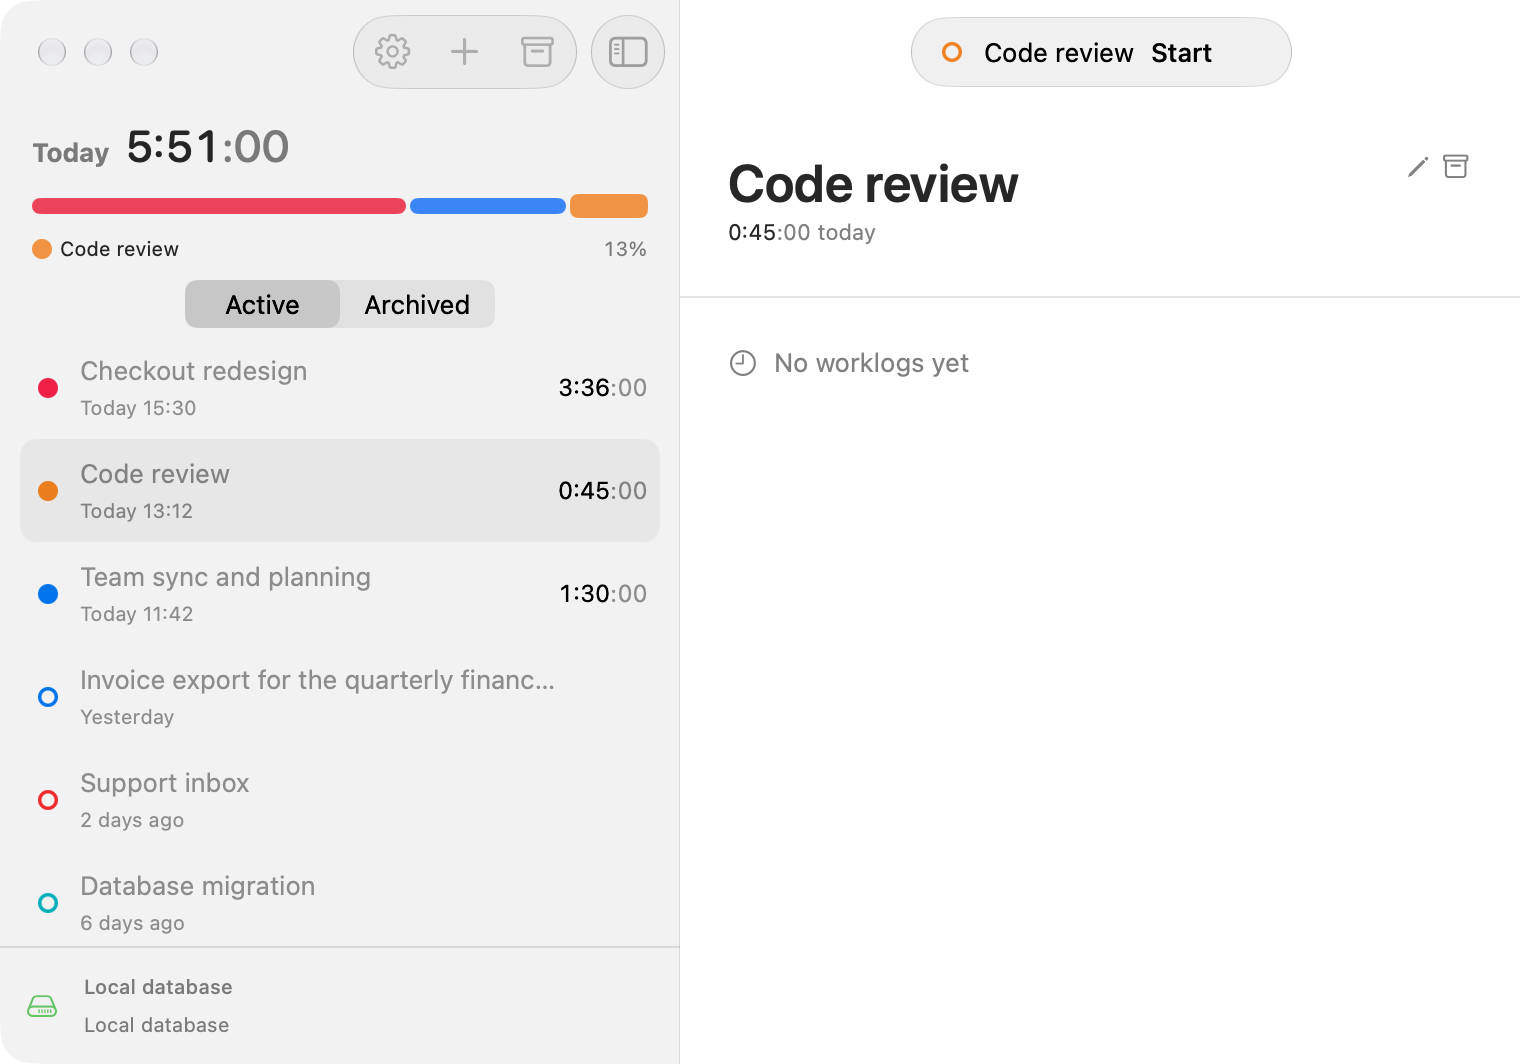 Code review Start
Today 5:51:00
Code review 13%
Active Archived
Checkout redesign
Today 15:30
3:36:00
Code review
Today 13:12
0:45:00
Team sync and planning
Today 11:42
1:30:00
Invoice export for the quarterly financ...
Yesterday
Support inbox
2 days ago
Database migration
6 days ago
Local database
Local database
Code review
0:45:00 today
No worklogs yet